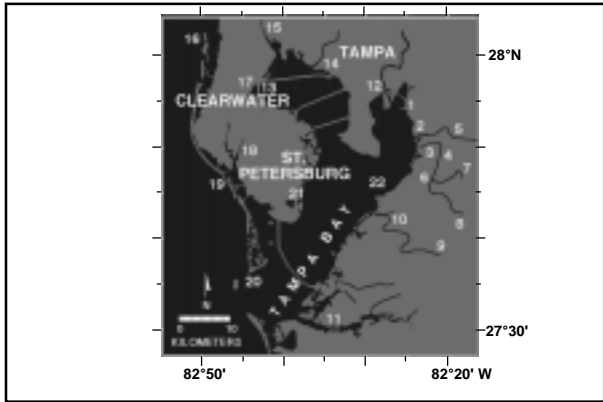 15
16
TAMPA
28°N
14
17
13
12
CLEARWATER
1
2
5
18
3
4
ST.
PETERSBURG
7
6
19
22
21
10
8
9
TAMPA BAY
20
N
11
0 10
KILOMETERS
27°30'
82°50'
82°20' W